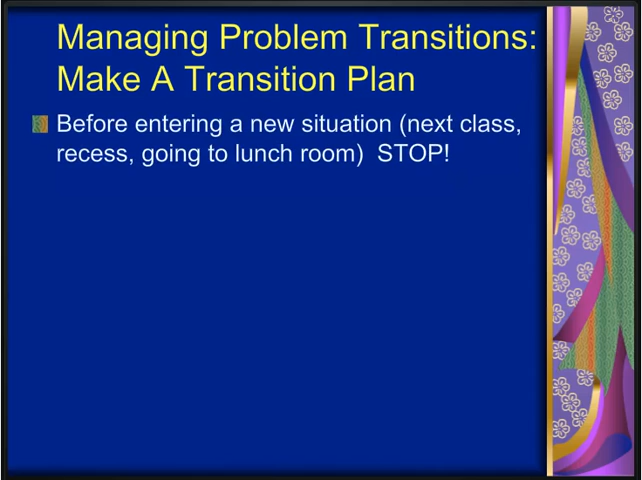 Managing Problem Transitions:
Make A Transition Plan
Before entering a new situation (next class,
recess, going to lunch room)  STOP!